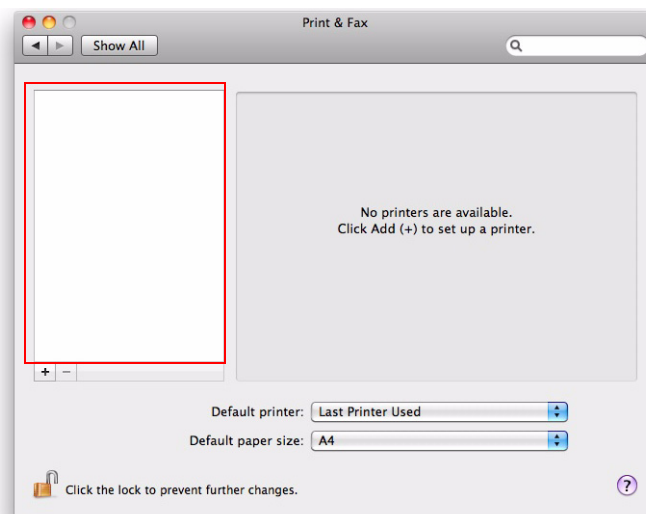 Print & Fax
Show All
No printers are available.
Click Add (+) to set up a printer.
+ −
Default printer: Last Printer Used
Default paper size: A4
Click the lock to prevent further changes.
?